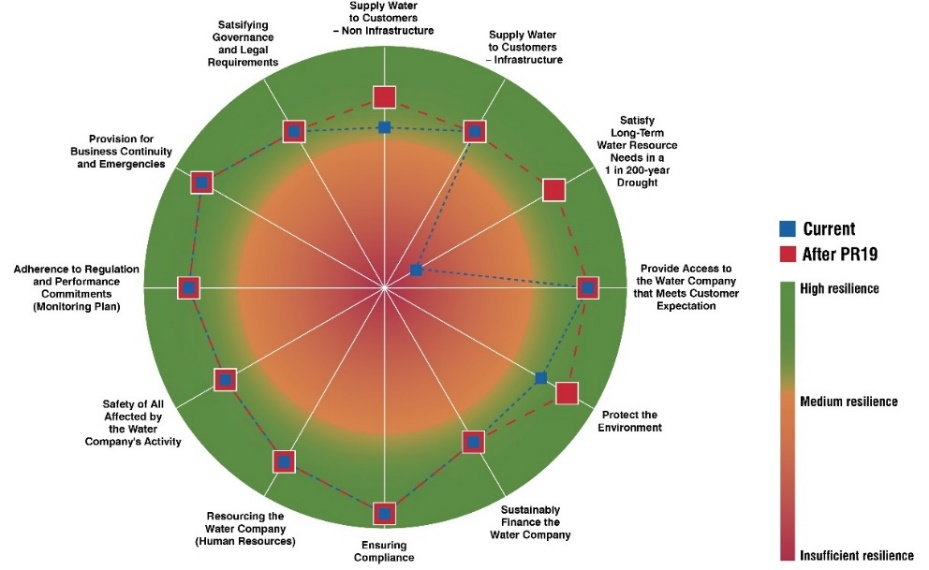 Supply Water
to Customers
– Non Infrastructure
Supply Water
to Customers
– Infrastructure
Satisfy
Long-Term
Water Resource
Needs in a
1 in 200-year
Drought
Provide Access to
the Water Company
that Meets Customer
Expectation
Protect the
Environment
Sustainably
Finance the
Water Company
Ensuring
Compliance
Resourcing the
Water Company
(Human Resources)
Safety of All
Affected by
the Water
Company's Activity
Adherence to Regulation
and Performance
Commitments
(Monitoring Plan)
Provision for
Business Continuity
and Emergencies
Satsifying
Governance
and Legal
Requirements
Current
After PR19
High resilience
Medium resilience
Insufficient resilience